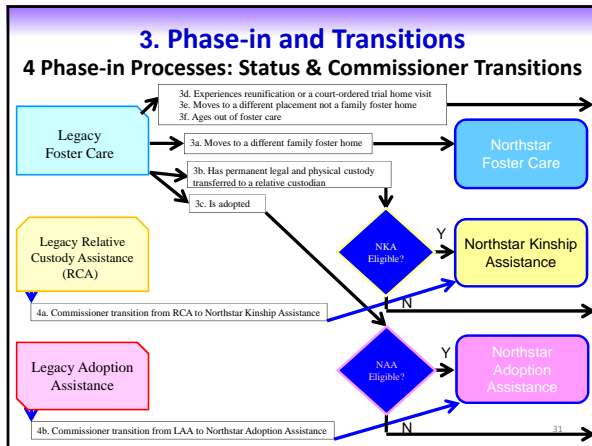 3. Phase-in and Transitions
4 Phase-in Processes: Status & Commissioner Transitions
3d. Experiences reunification or a court-ordered trial home visit
3e. Moves to a different placement not a family foster home
3f. Ages out of foster care
Legacy
Foster Care
3a. Moves to a different family foster home
Northstar
Foster Care
3b. Has permanent legal and physical custody
transferred to a relative custodian
3c. Is adopted
Legacy Relative
Custody Assistance
(RCA)
NKA
Eligible?
Y
Northstar Kinship
Assistance
N
4a. Commissioner transition from RCA to Northstar Kinship Assistance
Legacy Adoption
Assistance
NAA
Eligible?
Y
Northstar
Adoption
Assistance
N
4b. Commissioner transition from LAA to Northstar Adoption Assistance
31